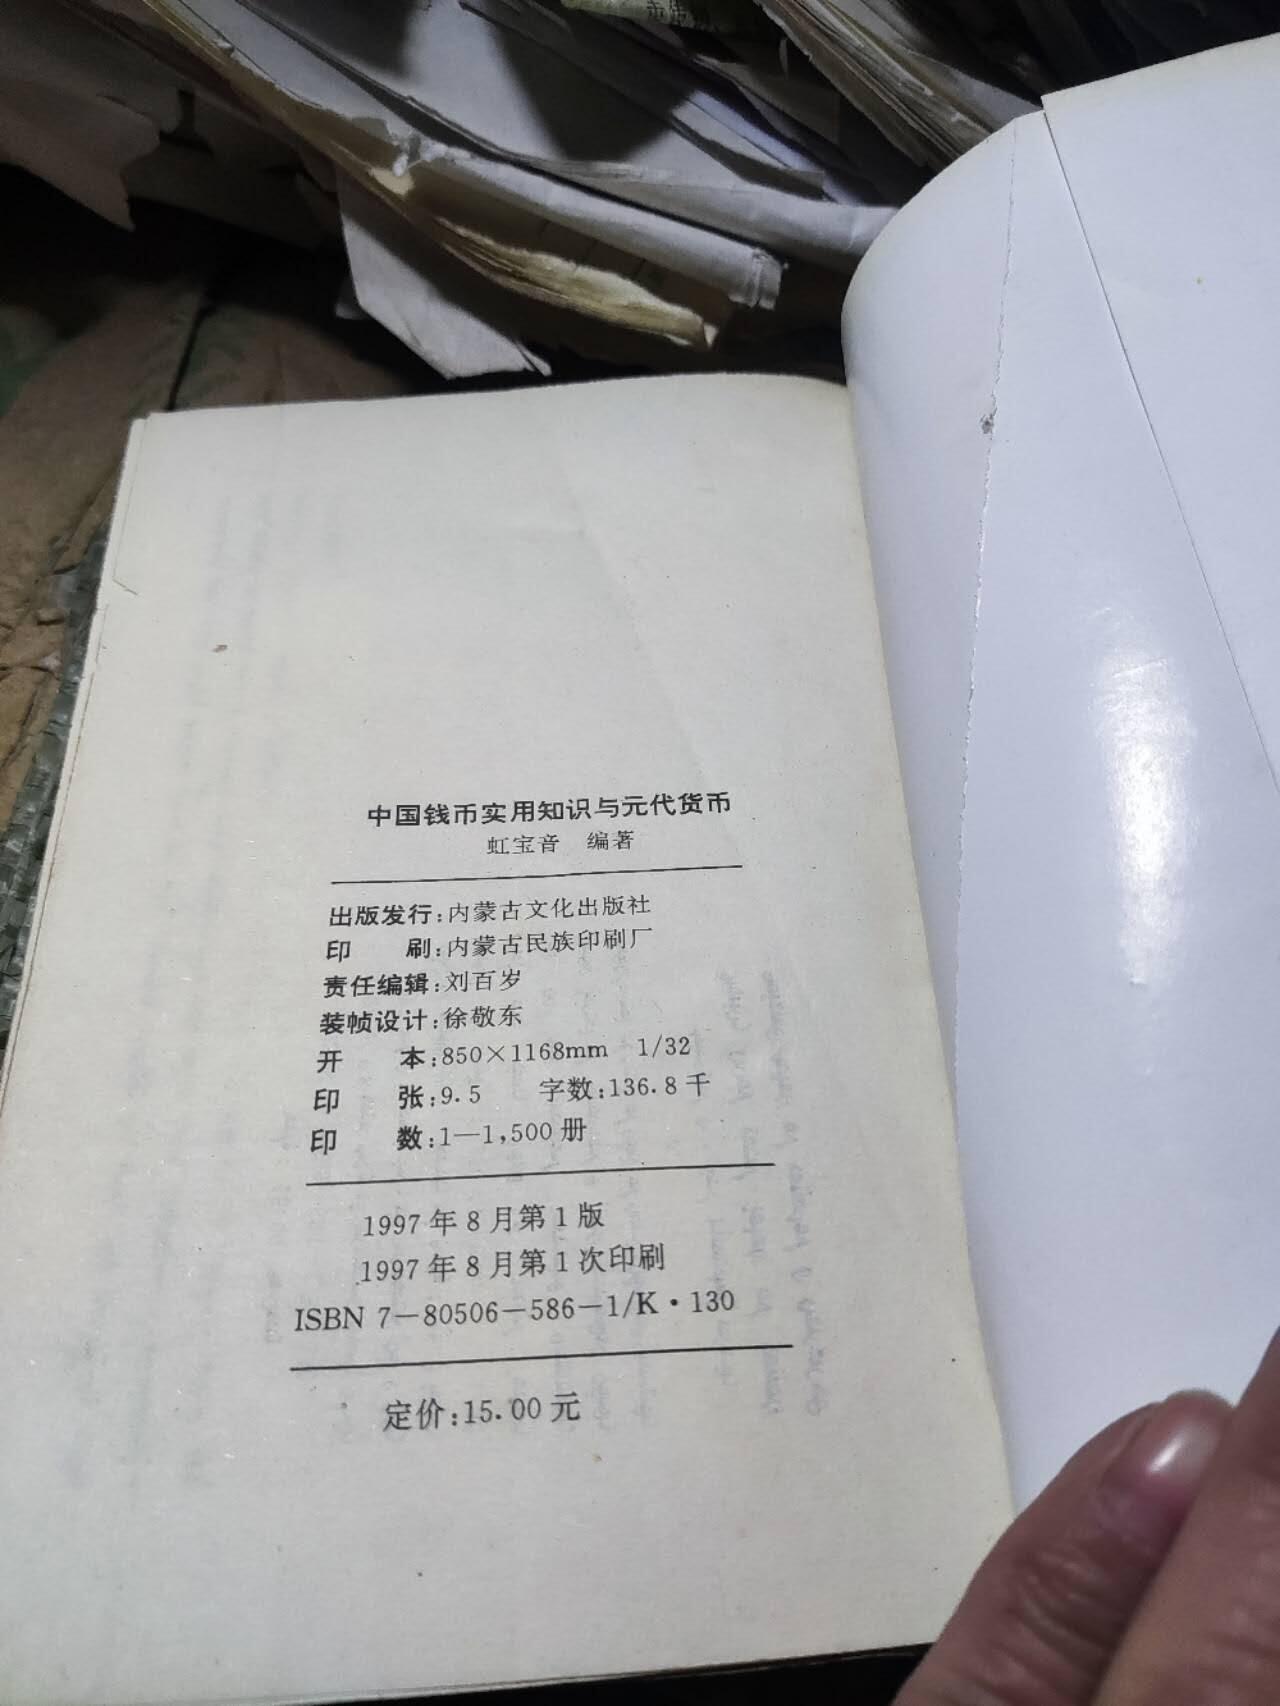 中国钱币实用知识与元代货币
虹宝音 编著
出版发行:内蒙古文化出版社
印 刷:内蒙古民族印刷厂
责任编辑:刘百岁
装帧设计:徐敬东
开 本:850×1168mm 1/32
印 张:9.5 字数:136.8千
印 数:1—1,500册
1997年8月第1版
1997年8月第1次印刷
ISBN 7-80506-586-1/K·130
定价:15.00元